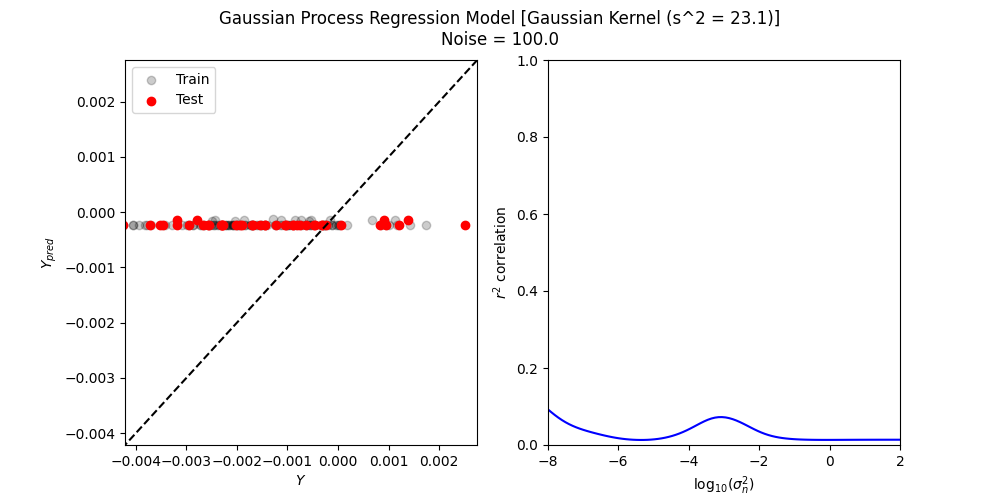 Gaussian Process Regression Model [Gaussian Kernel (s^2 = 23.1)]
Noise = 100.0
Train
Test
0.002
0.001
0.000
−0.001
−0.002
−0.003
−0.004
Y_pred
−0.004 −0.003 −0.002 −0.001 0.000 0.001 0.002
Y
1.0
0.8
0.6
0.4
0.2
0.0
r² correlation
−8 −6 −4 −2 0 2
log₁₀(σₙ²)